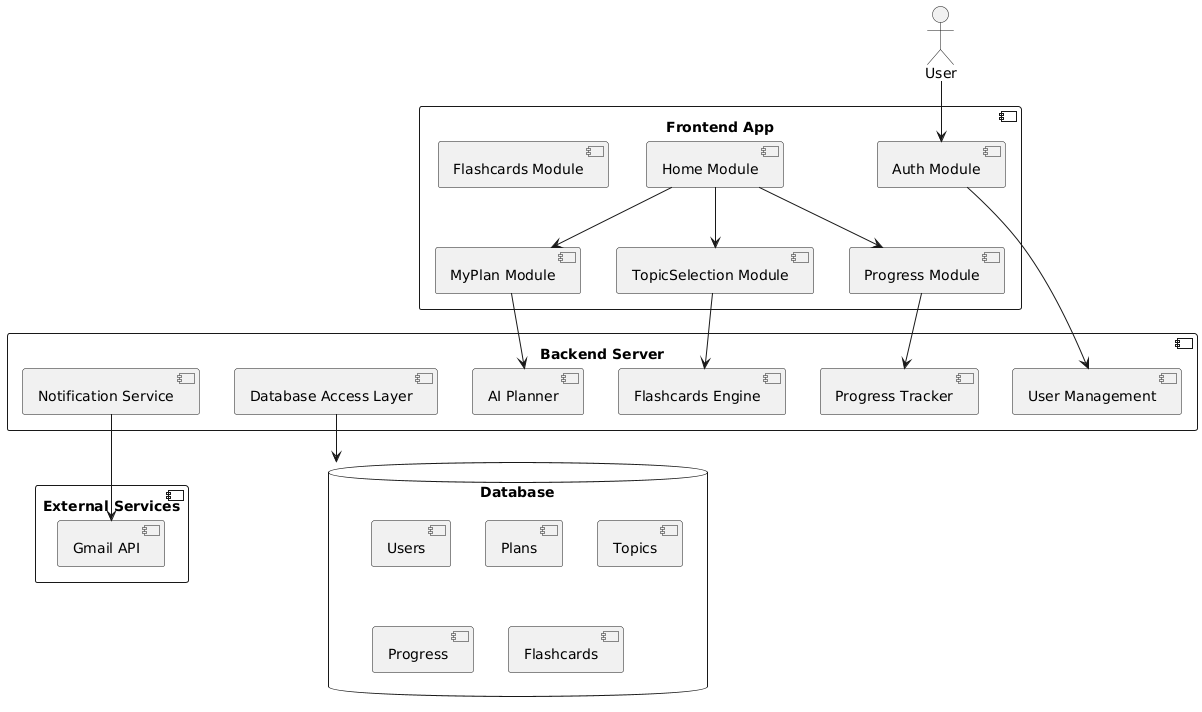 User
Frontend App
Flashcards Module
Home Module
Auth Module
MyPlan Module
TopicSelection Module
Progress Module
Backend Server
Notification Service
Database Access Layer
AI Planner
Flashcards Engine
Progress Tracker
User Management
External Services
Gmail API
Database
Users
Plans
Topics
Progress
Flashcards